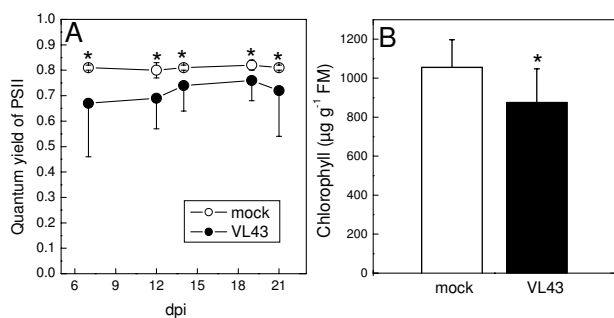 A
* * * * *
Quantum yield of PSII
1.0
0.9
0.8
0.7
0.6
0.5
0.4
0.3
0.2
0.1
0.0
mock
VL43
6 9 12 15 18 21
dpi
B
*
Chlorophyll (µg g⁻¹ FM)
1200
1000
800
600
400
200
0
mock VL43